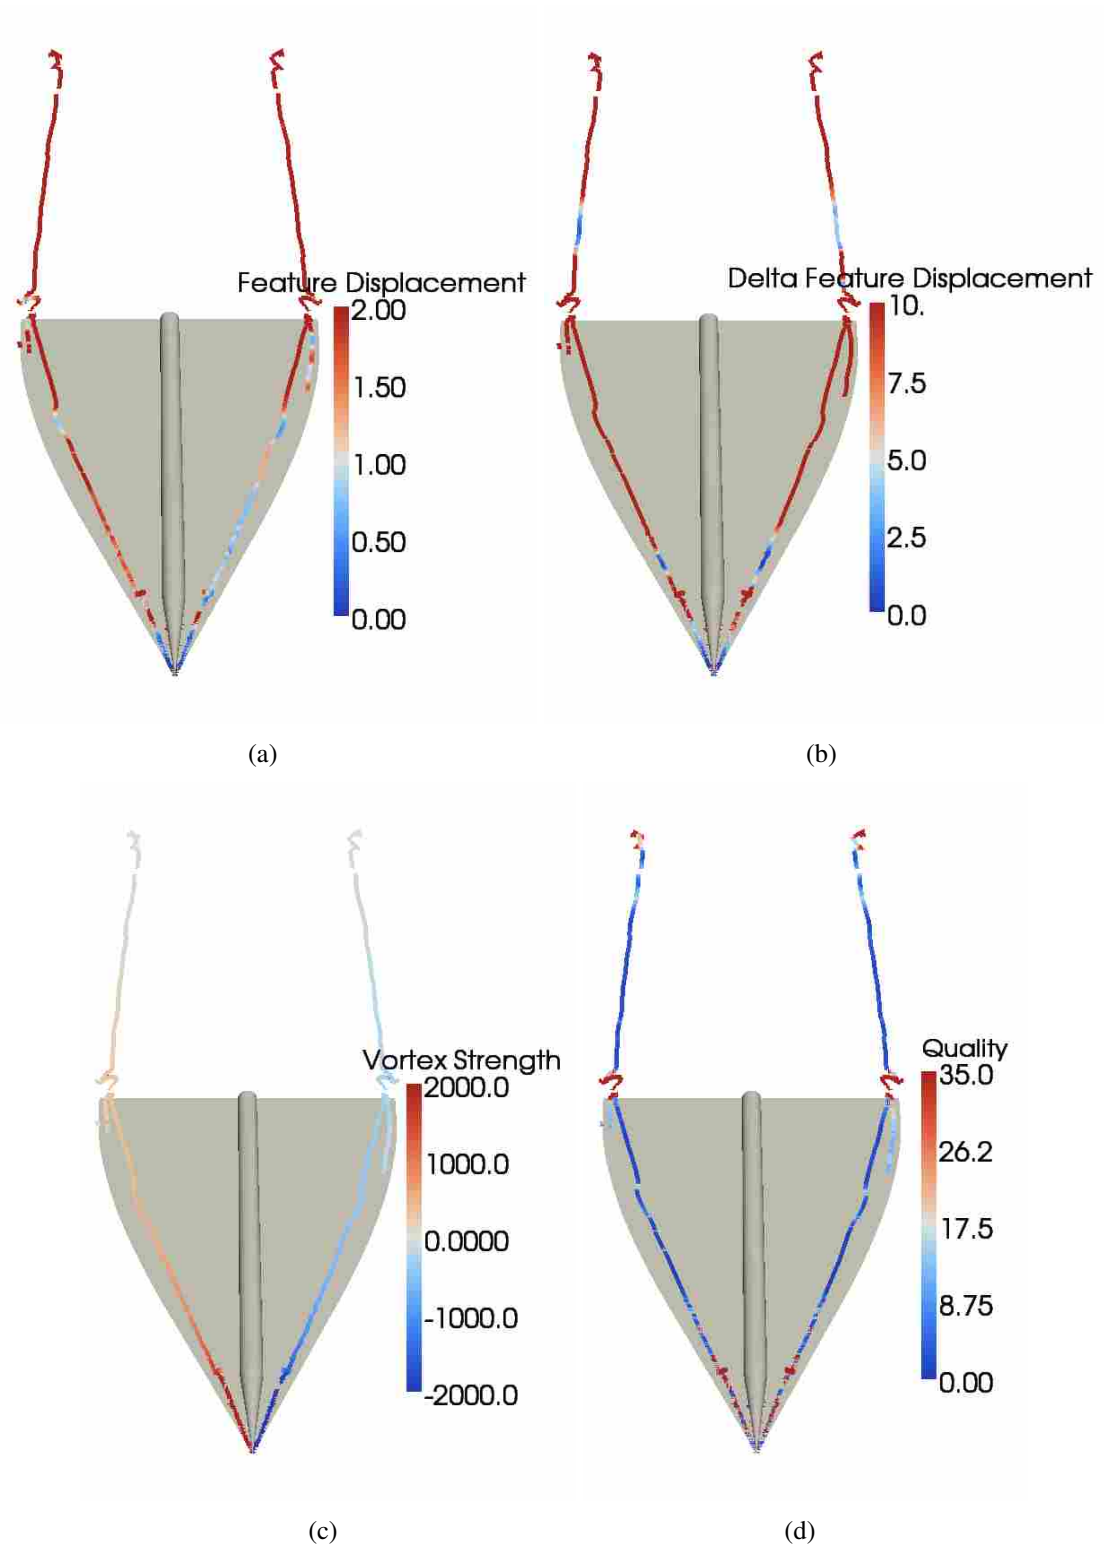 Feature Displacement
2.00
1.50
1.00
0.50
0.00
(a)
Delta Feature Displacement
10.
7.5
5.0
2.5
0.0
(b)
Vortex Strength
2000.0
1000.0
0.0000
-1000.0
-2000.0
(c)
Quality
35.0
26.2
17.5
8.75
0.00
(d)